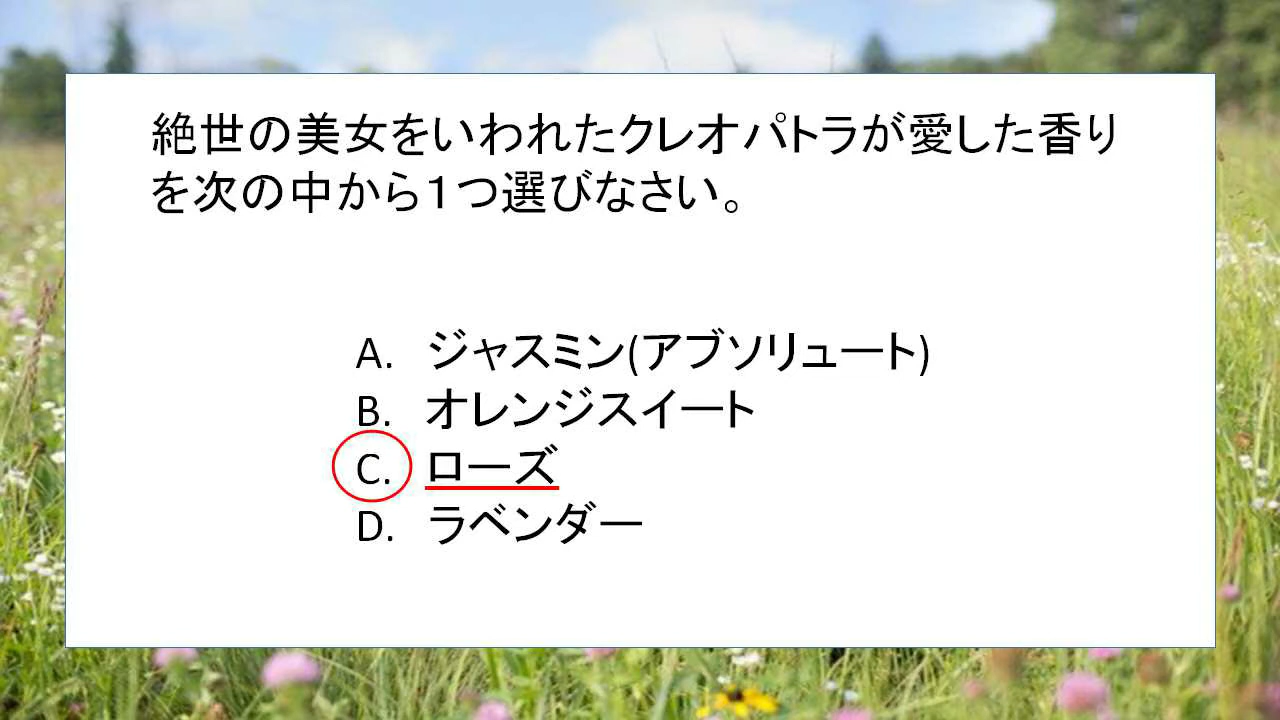 絶世の美女をいわれたクレオパトラが愛した香り
を次の中から１つ選びなさい。
A. ジャスミン(アブソリュート)
B. オレンジスイート
C. ローズ
D. ラベンダー